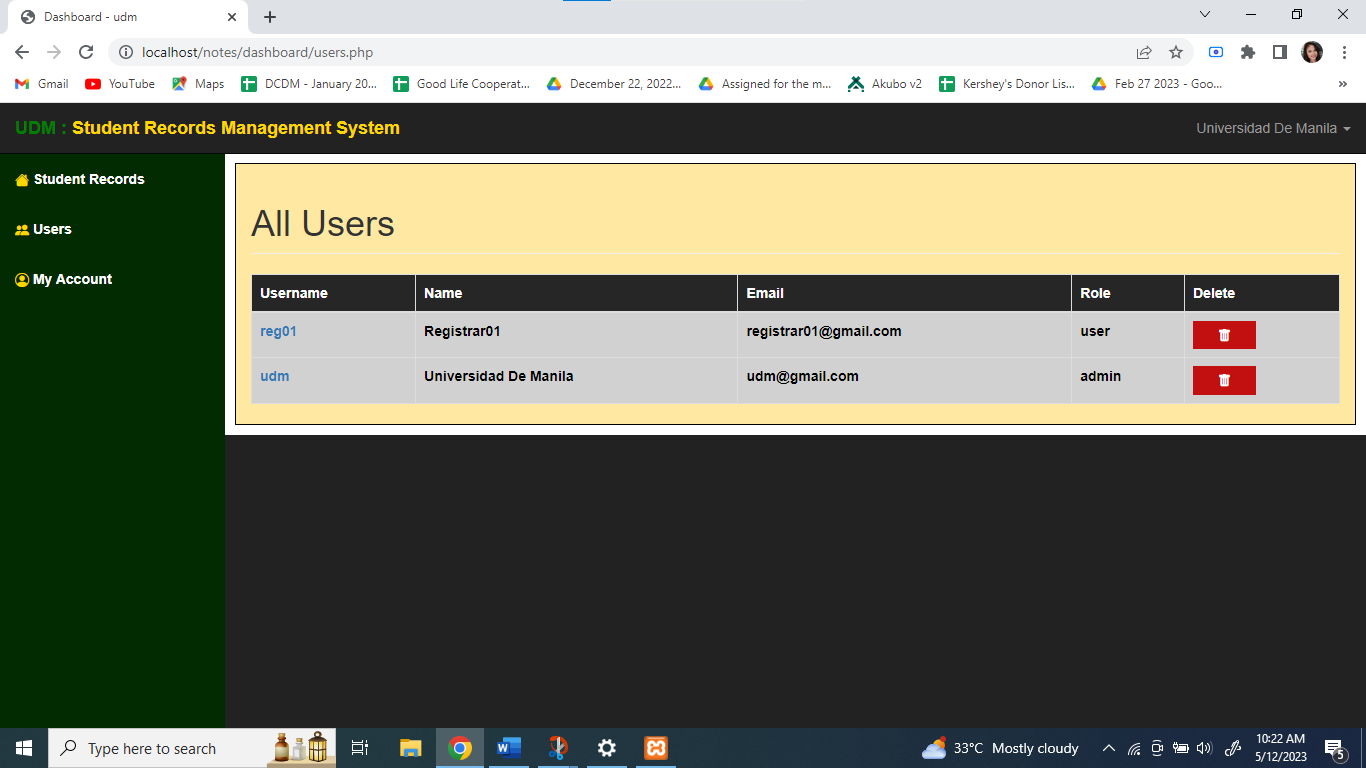 Dashboard - udm
localhost/notes/dashboard/users.php
Gmail YouTube Maps DCDM - January 20... Good Life Cooperat... December 22, 2022... Assigned for the m... Akubo v2 Kershey's Donor Lis... Feb 27 2023 - Goo... »
UDM : Student Records Management System Universidad De Manila
Student Records
Users
My Account
All Users
Username Name Email Role Delete
reg01 Registrar01 registrar01@gmail.com user
udm Universidad De Manila udm@gmail.com admin
Type here to search
33°C Mostly cloudy
10:22 AM
5/12/2023
5